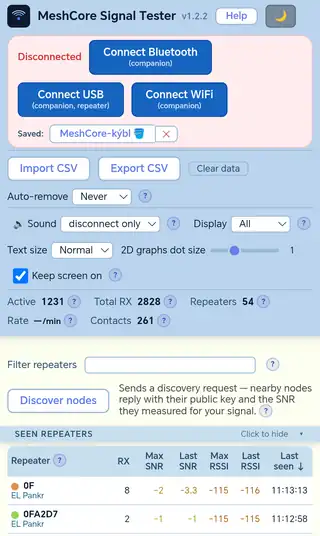 MeshCore Signal Tester v1.2.2 Help
Disconnected
Connect Bluetooth
(companion)
Connect USB
(companion, repeater)
Connect WiFi
(companion)
Saved: MeshCore-kýbl 🪣 ✕
Import CSV Export CSV Clear data
Auto-remove Never ?
🔊 Sound disconnect only ? Display All ?
Text size Normal 2D graphs dot size 1
Keep screen on ?
Active 1231 ? Total RX 2828 ? Repeaters 54 ?
Rate —/min ? Contacts 261 ?
Filter repeaters ?
Discover nodes
Sends a discovery request — nearby nodes
reply with their public key and the SNR
they measured for your signal. ?
SEEN REPEATERS Click to hide
Repeater ? RX Max SNR Last SNR Max RSSI Last RSSI Last seen ↓
0F 8 −2 −3.3 −115 −116 11:13:13
EL Pankr
0FA2D7 2 −1 −1 −115 −115 11:12:58
EL Pankr